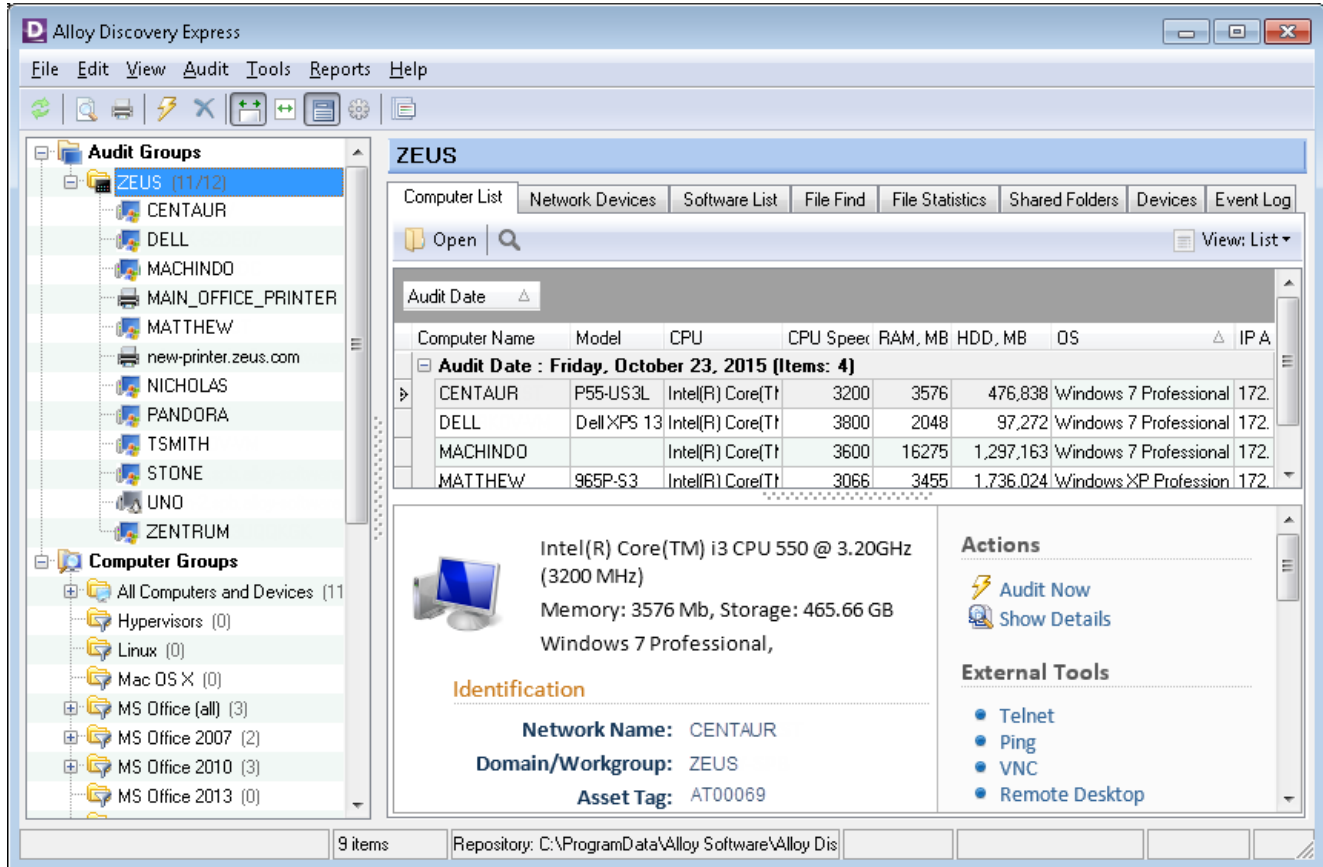 Alloy Discovery Express
File Edit View Audit Tools Reports Help
Audit Groups
ZEUS (11/12)
CENTAUR
DELL
MACHINDO
MAIN_OFFICE_PRINTER
MATTHEW
new-printer.zeus.com
NICHOLAS
PANDORA
TSMITH
STONE
UNO
ZENTRUM
Computer Groups
All Computers and Devices (11
Hypervisors (0)
Linux (0)
Mac OS X (0)
MS Office (all) (3)
MS Office 2007 (2)
MS Office 2010 (3)
MS Office 2013 (0)
ZEUS
Computer List Network Devices Software List File Find File Statistics Shared Folders Devices Event Log
Open View: List
Audit Date
Computer Name Model CPU CPU Speed RAM, MB HDD, MB OS IP A
Audit Date : Friday, October 23, 2015 (Items: 4)
CENTAUR P55-US3L Intel(R) Core(TM 3200 3576 476,838 Windows 7 Professional 172.
DELL Dell XPS 13 Intel(R) Core(TM 3800 2048 97,272 Windows 7 Professional 172.
MACHINDO Intel(R) Core(TM 3600 16275 1,297,163 Windows 7 Professional 172.
MATTHEW 965P-S3 Intel(R) Core(TM 3066 3455 1,736,024 Windows XP Profession 172.
Intel(R) Core(TM) i3 CPU 550 @ 3.20GHz
(3200 MHz)
Memory: 3576 Mb, Storage: 465.66 GB
Windows 7 Professional,
Identification
Network Name: CENTAUR
Domain/Workgroup: ZEUS
Asset Tag: AT00069
Actions
Audit Now
Show Details
External Tools
Telnet
Ping
VNC
Remote Desktop
9 items Repository: C:\ProgramData\Alloy Software\Alloy Dis